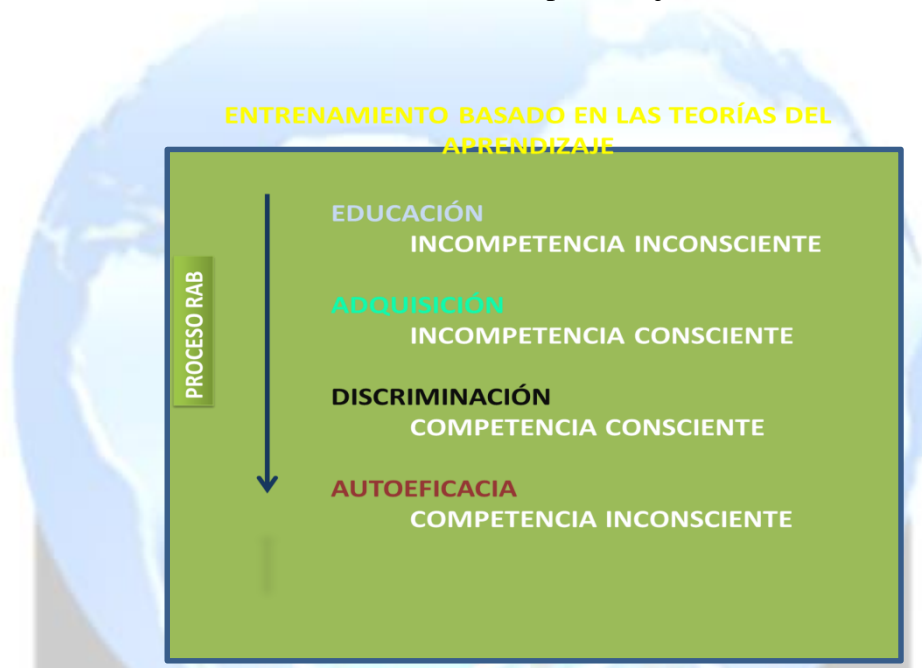 ENTRENAMIENTO BASADO EN LAS TEORÍAS DEL
APRENDIZAJE
PROCESO RAB
EDUCACIÓN
INCOMPETENCIA INCONSCIENTE
ADQUISICIÓN
INCOMPETENCIA CONSCIENTE
DISCRIMINACIÓN
COMPETENCIA CONSCIENTE
AUTOEFICACIA
COMPETENCIA INCONSCIENTE